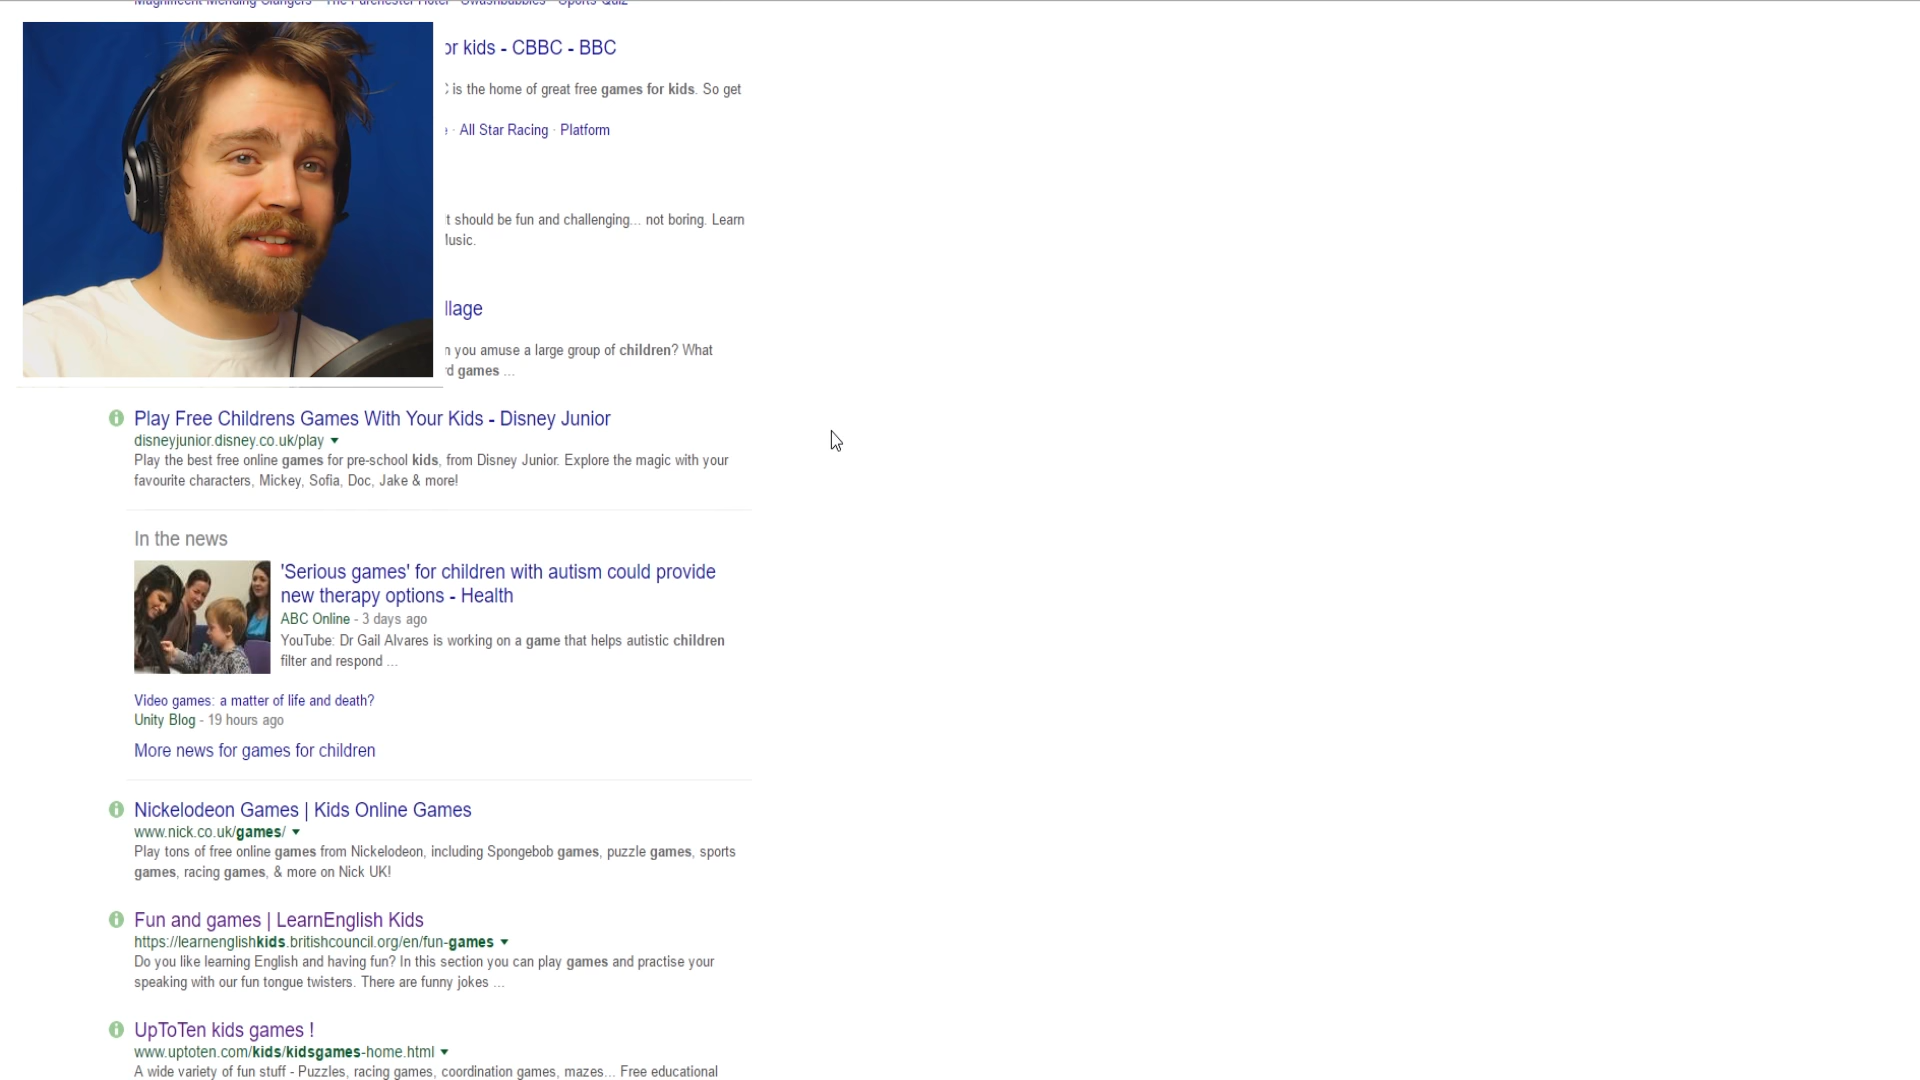 Magnificent Mending Clangers · The Furchester Hotel · Swashbuckles · Sports Quiz
or kids - CBBC - BBC
is the home of great free games for kids. So get
· All Star Racing · Platform
t should be fun and challenging... not boring. Learn
usic.
llage
n you amuse a large group of children? What
d games ...
Play Free Childrens Games With Your Kids - Disney Junior
disneyjunior.disney.co.uk/play
Play the best free online games for pre-school kids, from Disney Junior. Explore the magic with your
favourite characters, Mickey, Sofia, Doc, Jake & more!
In the news
'Serious games' for children with autism could provide
new therapy options - Health
ABC Online - 3 days ago
YouTube: Dr Gail Alvares is working on a game that helps autistic children
filter and respond ...
Video games: a matter of life and death?
Unity Blog - 19 hours ago
More news for games for children
Nickelodeon Games | Kids Online Games
www.nick.co.uk/games/
Play tons of free online games from Nickelodeon, including Spongebob games, puzzle games, sports
games, racing games, & more on Nick UK!
Fun and games | LearnEnglish Kids
https://learnenglishkids.britishcouncil.org/en/fun-games
Do you like learning English and having fun? In this section you can play games and practise your
speaking with our fun tongue twisters. There are funny jokes ...
UpToTen kids games !
www.uptoten.com/kids/kidsgames-home.html
A wide variety of fun stuff - Puzzles, racing games, coordination games, mazes... Free educational